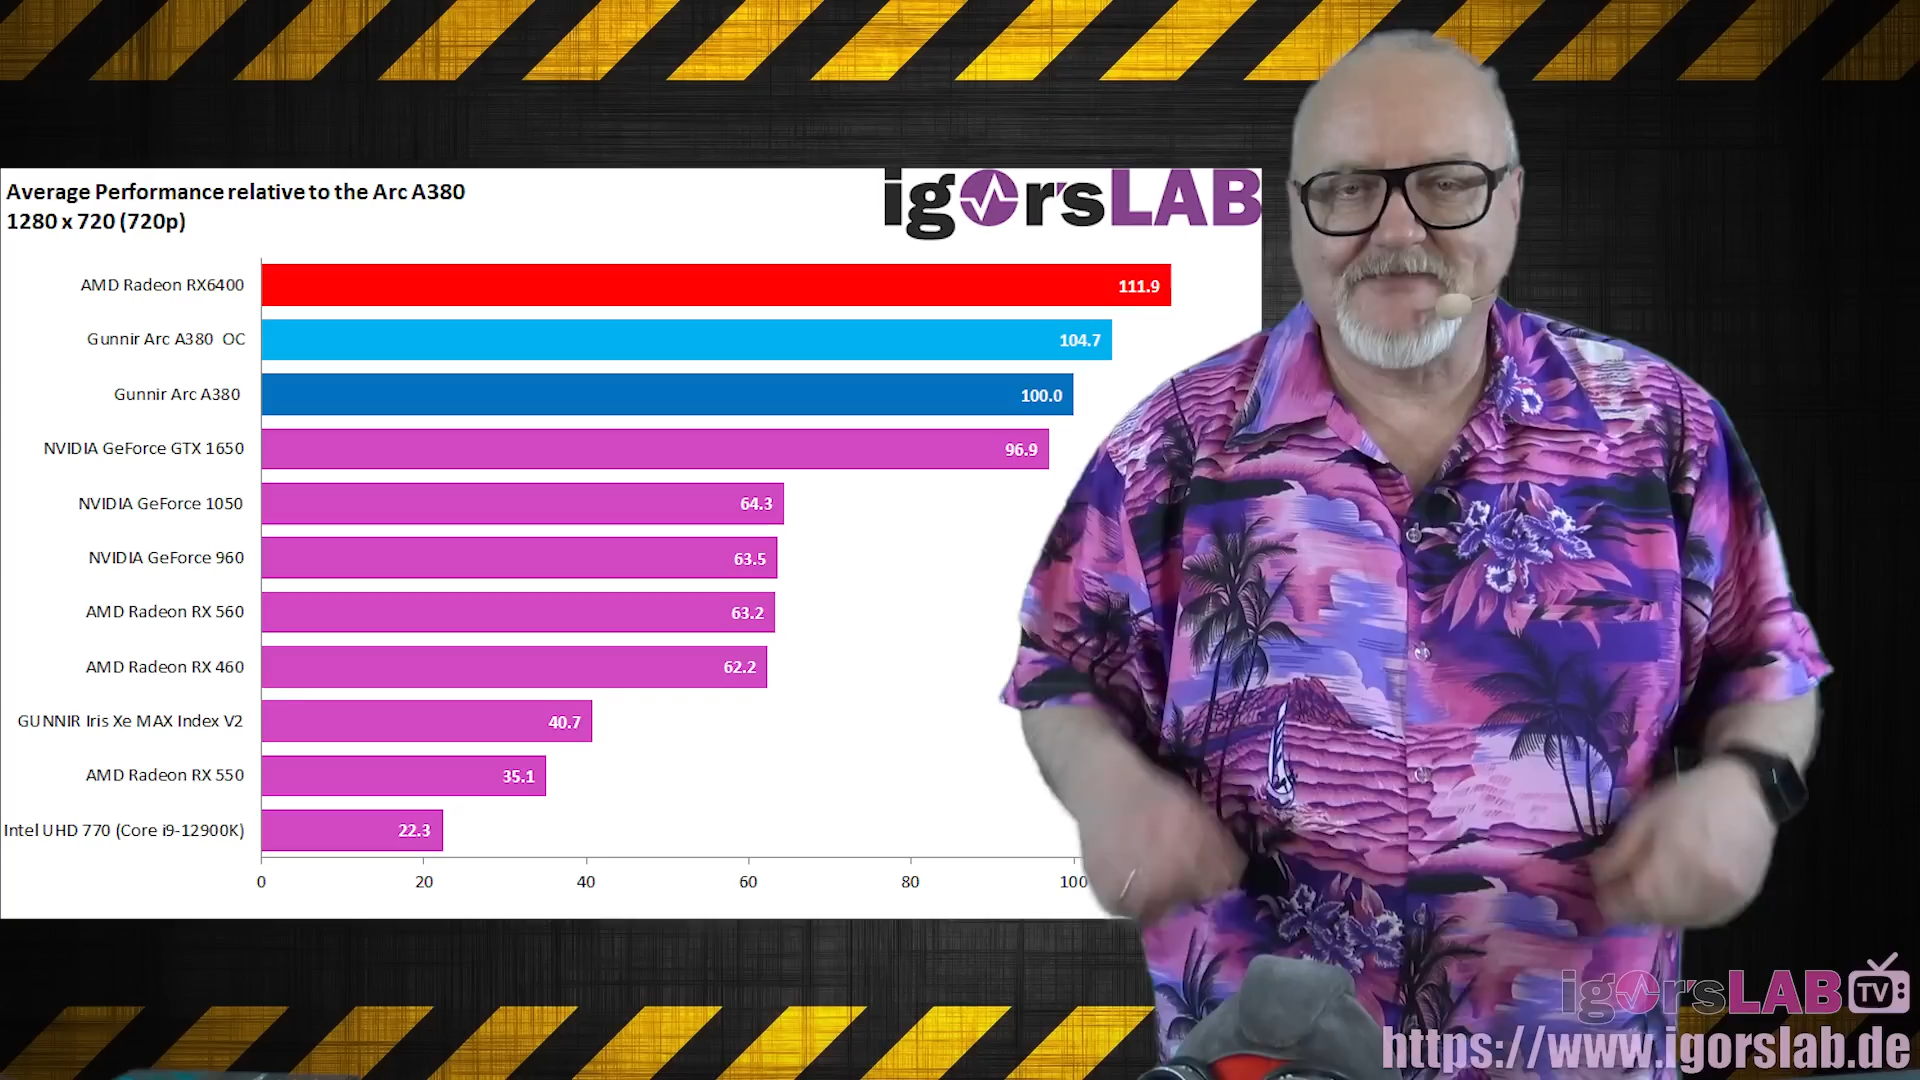 Average Performance relative to the Arc A380
1280 x 720 (720p)
igor'sLAB
AMD Radeon RX6400
111.9
Gunnir Arc A380 OC
104.7
Gunnir Arc A380
100.0
NVIDIA GeForce GTX 1650
96.9
NVIDIA GeForce 1050
64.3
NVIDIA GeForce 960
63.5
AMD Radeon RX 560
63.2
AMD Radeon RX 460
62.2
GUNNIR Iris Xe MAX Index V2
40.7
AMD Radeon RX 550
35.1
Intel UHD 770 (Core i9-12900K)
22.3
0 20 40 60 80 100
igor'sLAB TV
https://www.igorslab.de